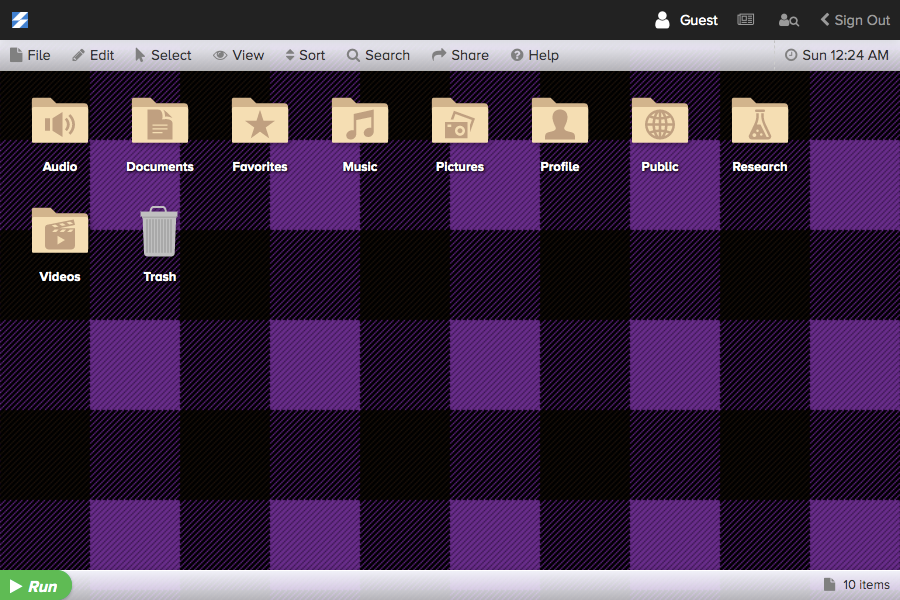 Guest Sign Out
File Edit Select View Sort Search Share Help Sun 12:24 AM
Audio Documents Favorites Music Pictures Profile Public Research
Videos Trash
Run 10 items